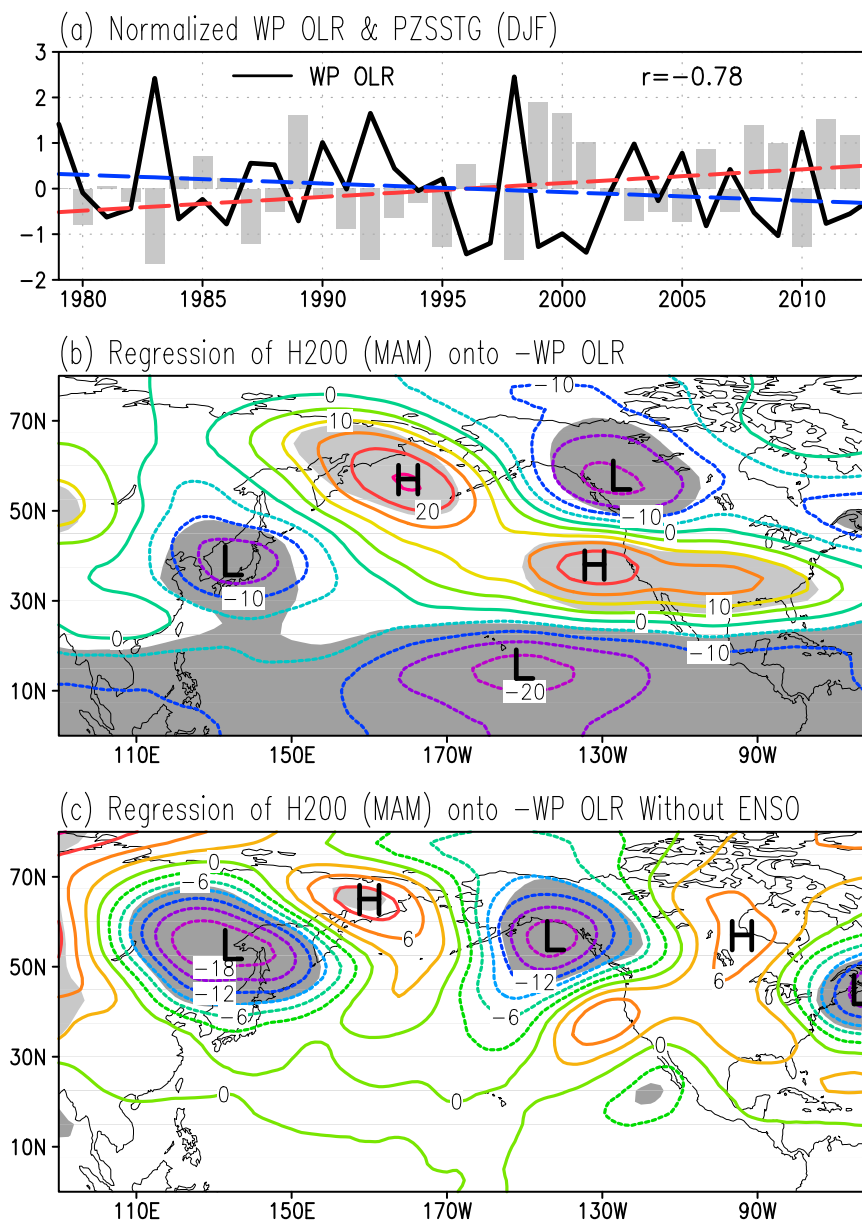 (a) Normalized WP OLR & PZSSTG (DJF)
3
WP OLR
r=−0.78
2
1
0
−1
−2
1980 1985 1990 1995 2000 2005 2010
(b) Regression of H200 (MAM) onto −WP OLR
0
−10
70N
10
H
L
20
50N
−10
0
0
L
H
−10
10
30N
0
0
−10
L
−20
10N
110E 150E 170W 130W 90W
(c) Regression of H200 (MAM) onto −WP OLR Without ENSO
0
−6
70N
H
6
H
L
L
−18
50N
−12
−12
6
L
−6
−6
30N
0
0
0
10N
110E 150E 170W 130W 90W